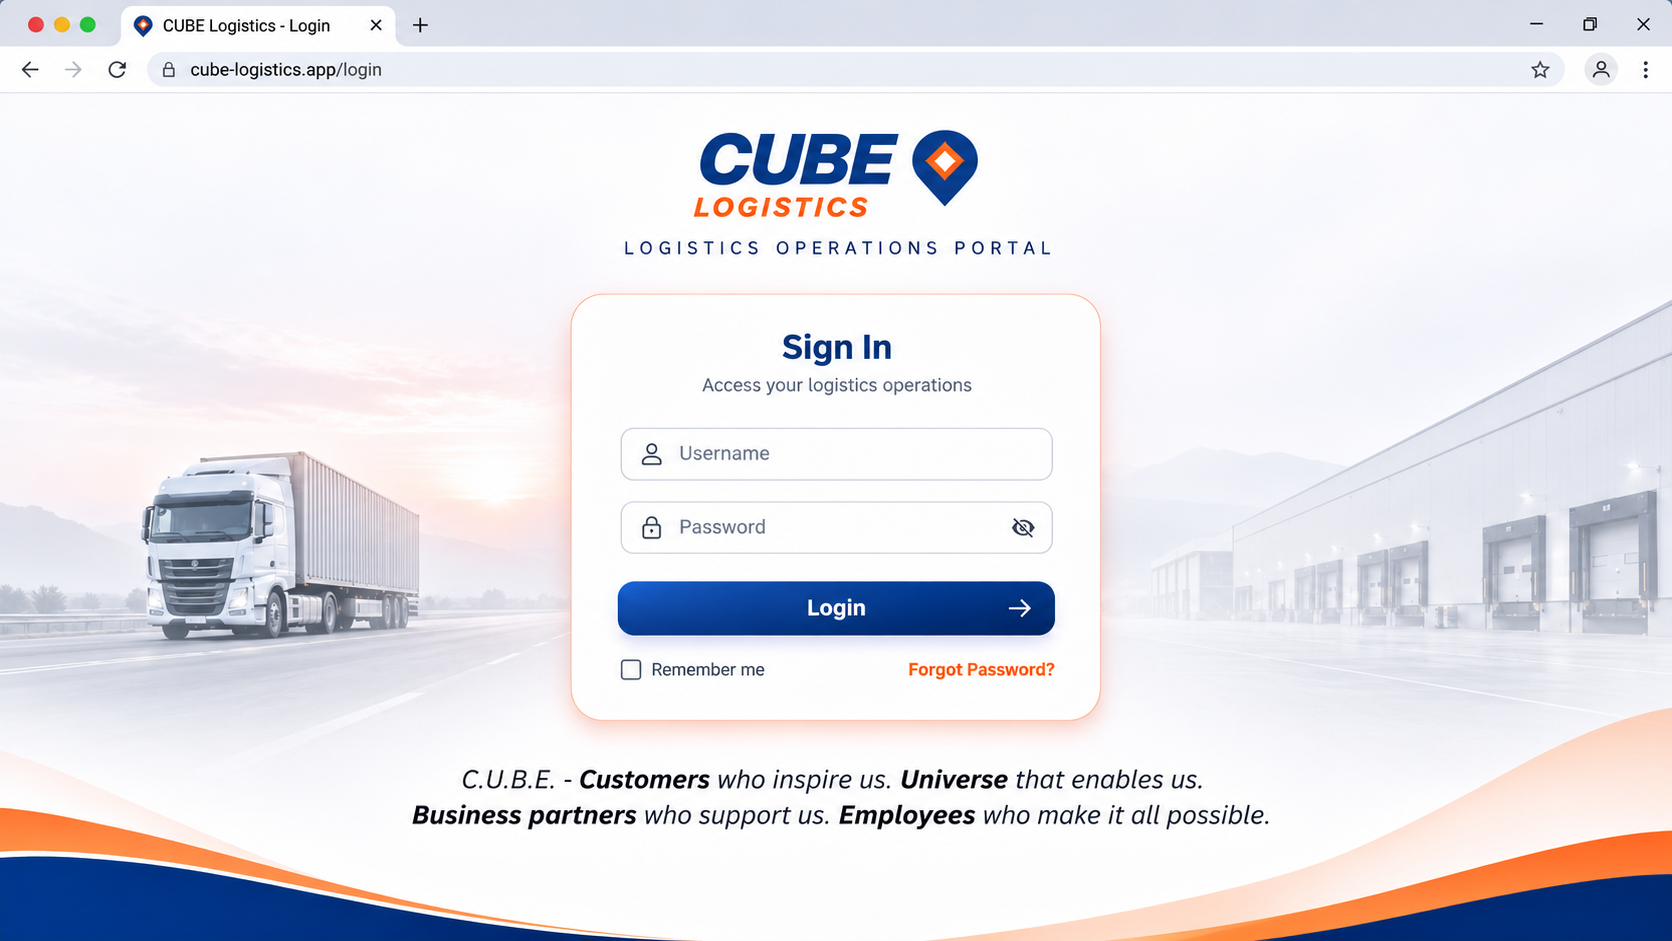 CUBE Logistics - Login
cube-logistics.app/login
CUBE
LOGISTICS
LOGISTICS OPERATIONS PORTAL
Sign In
Access your logistics operations
Username
Password
Login
Remember me
Forgot Password?
C.U.B.E. - Customers who inspire us. Universe that enables us.
Business partners who support us. Employees who make it all possible.